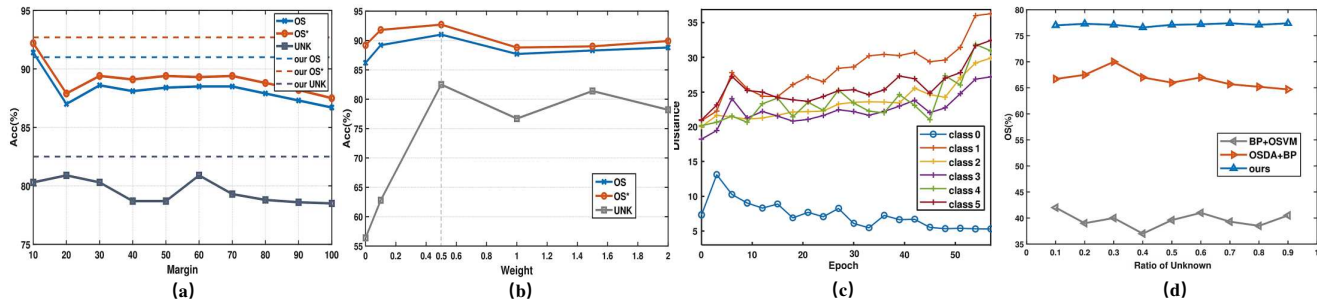 95
90
85
80
75
10
20
30
40
50
60
70
80
90
100
Acc(%)
Margin
OS
OS*
UNK
our OS
our OS*
our UNK
(a)
95
90
85
80
75
70
65
60
55
0
0.2
0.4
0.5
0.6
0.8
1
1.2
1.4
1.6
1.8
2
Acc(%)
Weight
OS
OS*
UNK
(b)
35
30
25
20
15
10
5
0
10
20
30
40
50
Distance
Epoch
class 0
class 1
class 2
class 3
class 4
class 5
(c)
80
75
70
65
60
55
50
45
40
35
0.1
0.2
0.3
0.4
0.5
0.6
0.7
0.8
0.9
1
OS(%)
Ratio of Unknown
BP+OSVM
OSDA+BP
ours
(d)